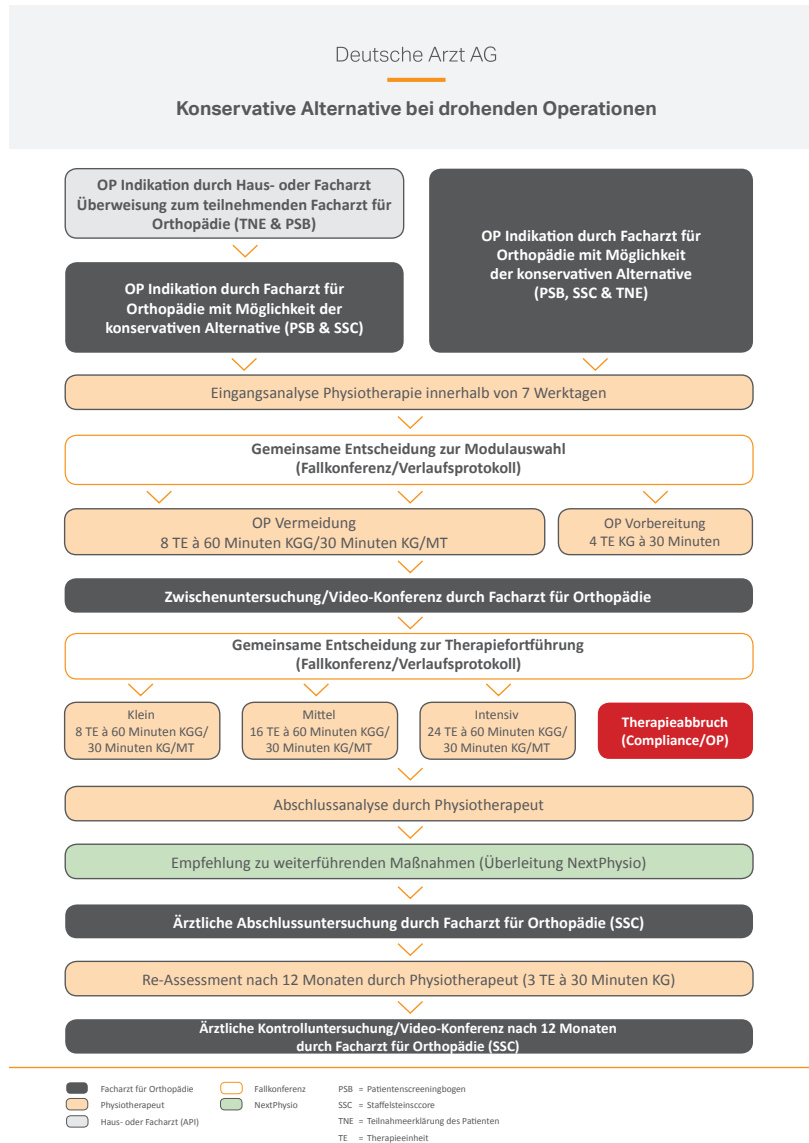 Deutsche Arzt AG
Konservative Alternative bei drohenden Operationen
OP Indikation durch Haus- oder Facharzt
Überweisung zum teilnehmenden Facharzt für
Orthopädie (TNE & PSB)
OP Indikation durch Facharzt für
Orthopädie mit Möglichkeit der
konservativen Alternative (PSB & SSC)
OP Indikation durch Facharzt für
Orthopädie mit Möglichkeit
der konservativen Alternative
(PSB, SSC & TNE)
Eingangsanalyse Physiotherapie innerhalb von 7 Werktagen
Gemeinsame Entscheidung zur Modulauswahl
(Fallkonferenz/Verlaufsprotokoll)
OP Vermeidung
8 TE à 60 Minuten KGG/30 Minuten KG/MT
OP Vorbereitung
4 TE KG à 30 Minuten
Zwischenuntersuchung/Video-Konferenz durch Facharzt für Orthopädie
Gemeinsame Entscheidung zur Therapiefortführung
(Fallkonferenz/Verlaufsprotokoll)
Klein
8 TE à 60 Minuten KGG/
30 Minuten KG/MT
Mittel
16 TE à 60 Minuten KGG/
30 Minuten KG/MT
Intensiv
24 TE à 60 Minuten KGG/
30 Minuten KG/MT
Therapieabbruch
(Compliance/OP)
Abschlussanalyse durch Physiotherapeut
Empfehlung zu weiterführenden Maßnahmen (Überleitung NextPhysio)
Ärztliche Abschlussuntersuchung durch Facharzt für Orthopädie (SSC)
Re-Assessment nach 12 Monaten durch Physiotherapeut (3 TE à 30 Minuten KG)
Ärztliche Kontrolluntersuchung/Video-Konferenz nach 12 Monaten
durch Facharzt für Orthopädie (SSC)
Facharzt für Orthopädie
Physiotherapeut
Haus- oder Facharzt (API)
Fallkonferenz
NextPhysio
PSB = Patientenscreeningbogen
SSC = Staffelsteinsccore
TNE = Teilnahmeerklärung des Patienten
TE = Therapieeinheit